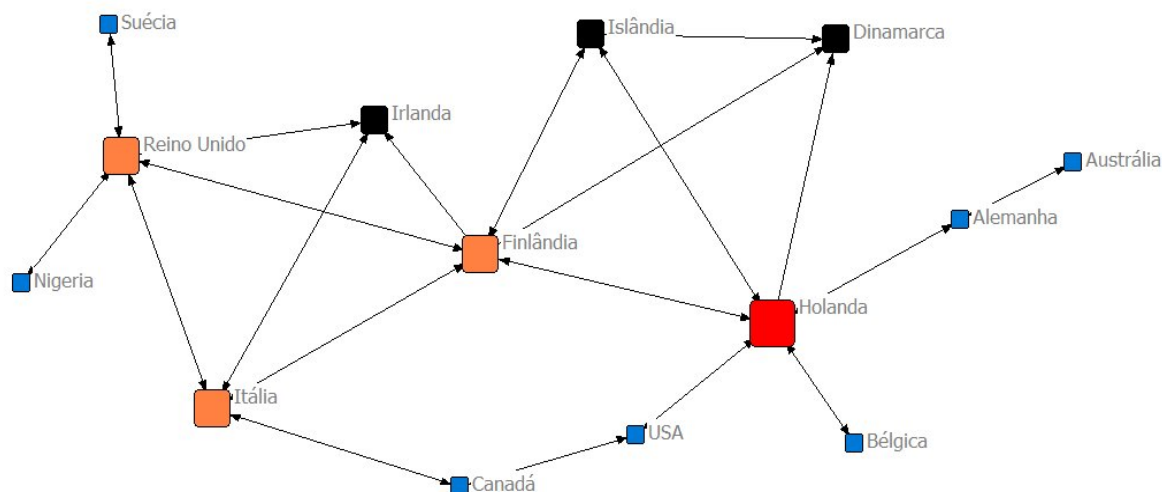 Suécia
Islândia
Dinamarca
Irlanda
Reino Unido
Austrália
Alemanha
Finlândia
Nigeria
Holanda
Itália
USA
Bélgica
Canadá